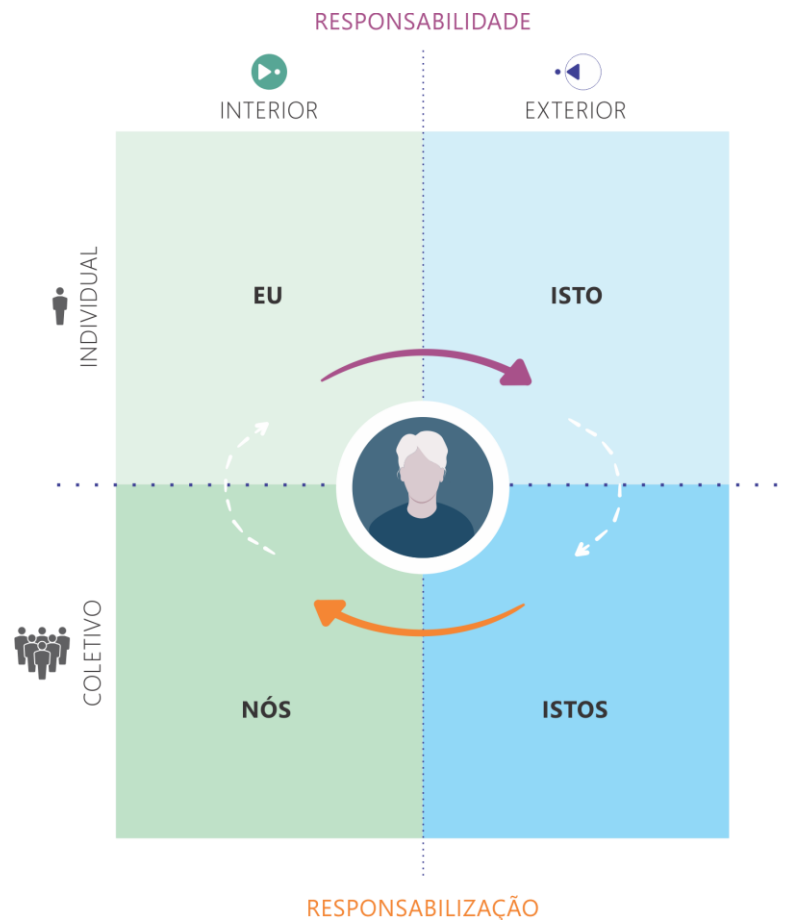 RESPONSABILIDADE
INTERIOR
EXTERIOR
INDIVIDUAL
EU
ISTO
COLETIVO
NÓS
ISTOS
RESPONSABILIZAÇÃO